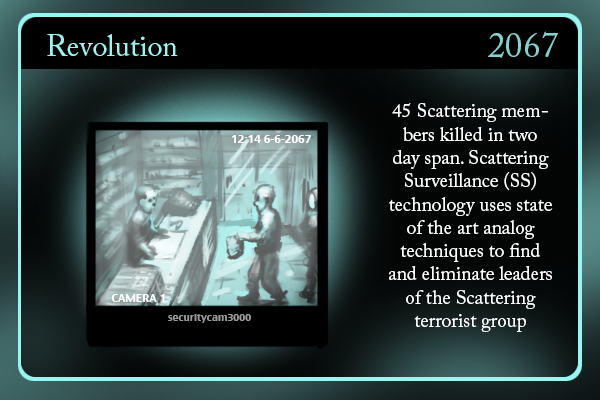 Revolution
2067
12:14 6-6-2067
CAMERA 1
securitycam3000
45 Scattering mem-
bers killed in two
day span. Scattering
Surveillance (SS)
technology uses state
of the art analog
techniques to find
and eliminate leaders
of the Scattering
terrorist group